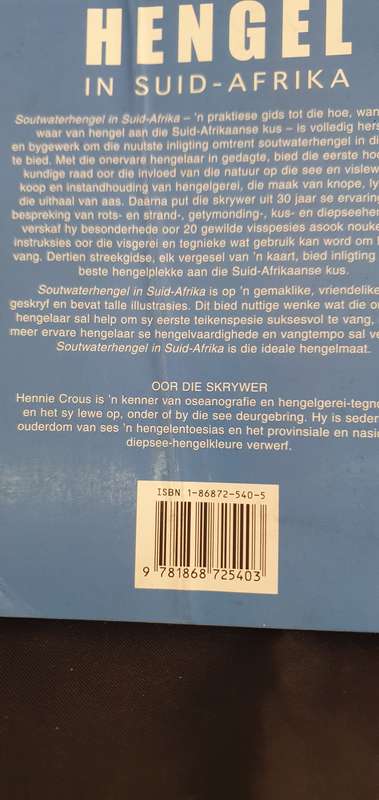 HENGEL
IN SUID-AFRIKA
Soutwaterhengel in Suid-Afrika – 'n praktiese gids tot die hoe, wan
waar van hengel aan die Suid-Afrikaanse kus – is volledig hers
en bygewerk om die nuutste inligting omtrent soutwaterhengel in di
te bied. Met die onervare hengelaar in gedagte, bied die eerste hoo
kundige raad oor die invloed van die natuur op die see en vislew
koop en instandhouding van hengelgerei, die maak van knope, ly
die uithaal van aas. Daarna put die skrywer uit 30 jaar se ervaring
bespreking van rots- en strand-, getymonding-, kus- en diepseehen
verskaf hy besonderhede oor 20 gewilde visspesies asook nouke
instruksies oor die visgerei en tegnieke wat gebruik kan word om h
vang. Dertien streekgidse, elk vergesel van 'n kaart, bied inligting
beste hengelplekke aan die Suid-Afrikaanse kus.
Soutwaterhengel in Suid-Afrika is op 'n gemaklike, vriendelike
geskryf en bevat talle illustrasies. Dit bied nuttige wenke wat die on
hengelaar sal help om sy eerste teikenspesie suksesvol te vang,
meer ervare hengelaar se hengelvaardighede en vangtempo sal ve
Soutwaterhengel in Suid-Afrika is die ideale hengelmaat.
OOR DIE SKRYWER
Hennie Crous is 'n kenner van oseanografie en hengelgerei-tegno
en het sy lewe op, onder of by die see deurgebring. Hy is seder
ouderdom van ses 'n hengelentoesias en het provinsiale en nasio
diepsee-hengelkleure verwerf.
ISBN 1-86872-540-5
9 781868 725403